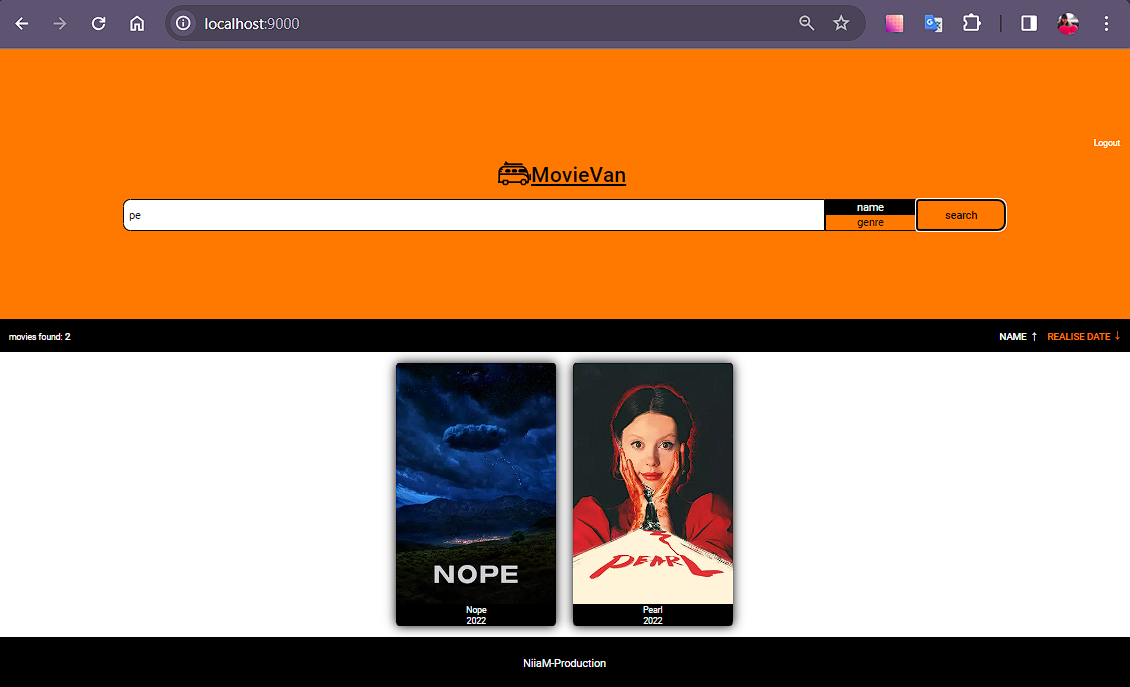 localhost:9000
Logout
MovieVan
pe
name
genre
search
movies found: 2
NAME ↑ REALISE DATE ↓
NOPE
PEARL
Nope
2022
Pearl
2022
NiiaM-Production